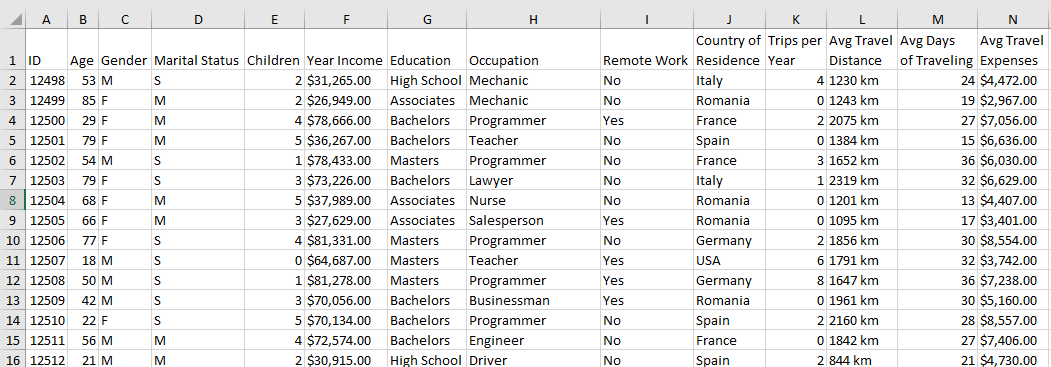 A B C D E F G H I J K L M N
Country of Trips per Avg Travel Avg Days Avg Travel
1 ID Age Gender Marital Status Children Year Income Education Occupation Remote Work Residence Year Distance of Traveling Expenses
2 12498 53 M S 2 $31,265.00 High School Mechanic No Italy 4 1230 km 24 $4,472.00
3 12499 85 F M 2 $26,949.00 Associates Mechanic No Romania 0 1243 km 19 $2,967.00
4 12500 29 F M 4 $78,666.00 Bachelors Programmer Yes France 2 2075 km 27 $7,056.00
5 12501 79 F M 5 $36,267.00 Bachelors Teacher No Spain 0 1384 km 15 $6,636.00
6 12502 54 M S 1 $78,433.00 Masters Programmer No France 3 1652 km 36 $6,030.00
7 12503 79 F S 3 $73,226.00 Bachelors Lawyer No Italy 1 2319 km 32 $6,629.00
8 12504 68 F M 5 $37,989.00 Associates Nurse No Romania 0 1201 km 13 $4,407.00
9 12505 66 F M 3 $27,629.00 Associates Salesperson Yes Romania 0 1095 km 17 $3,401.00
10 12506 77 F S 4 $81,331.00 Masters Programmer No Germany 2 1856 km 30 $8,554.00
11 12507 18 M S 0 $64,687.00 Masters Teacher Yes USA 6 1791 km 32 $3,742.00
12 12508 50 M S 1 $81,278.00 Masters Programmer Yes Germany 8 1647 km 36 $7,238.00
13 12509 42 M S 3 $70,056.00 Bachelors Businessman Yes Romania 0 1961 km 30 $5,160.00
14 12510 22 F S 5 $70,134.00 Bachelors Programmer No Spain 2 2160 km 28 $8,557.00
15 12511 56 M M 4 $72,574.00 Bachelors Engineer No France 0 1842 km 27 $7,406.00
16 12512 21 M M 2 $30,915.00 High School Driver No Spain 2 844 km 21 $4,730.00